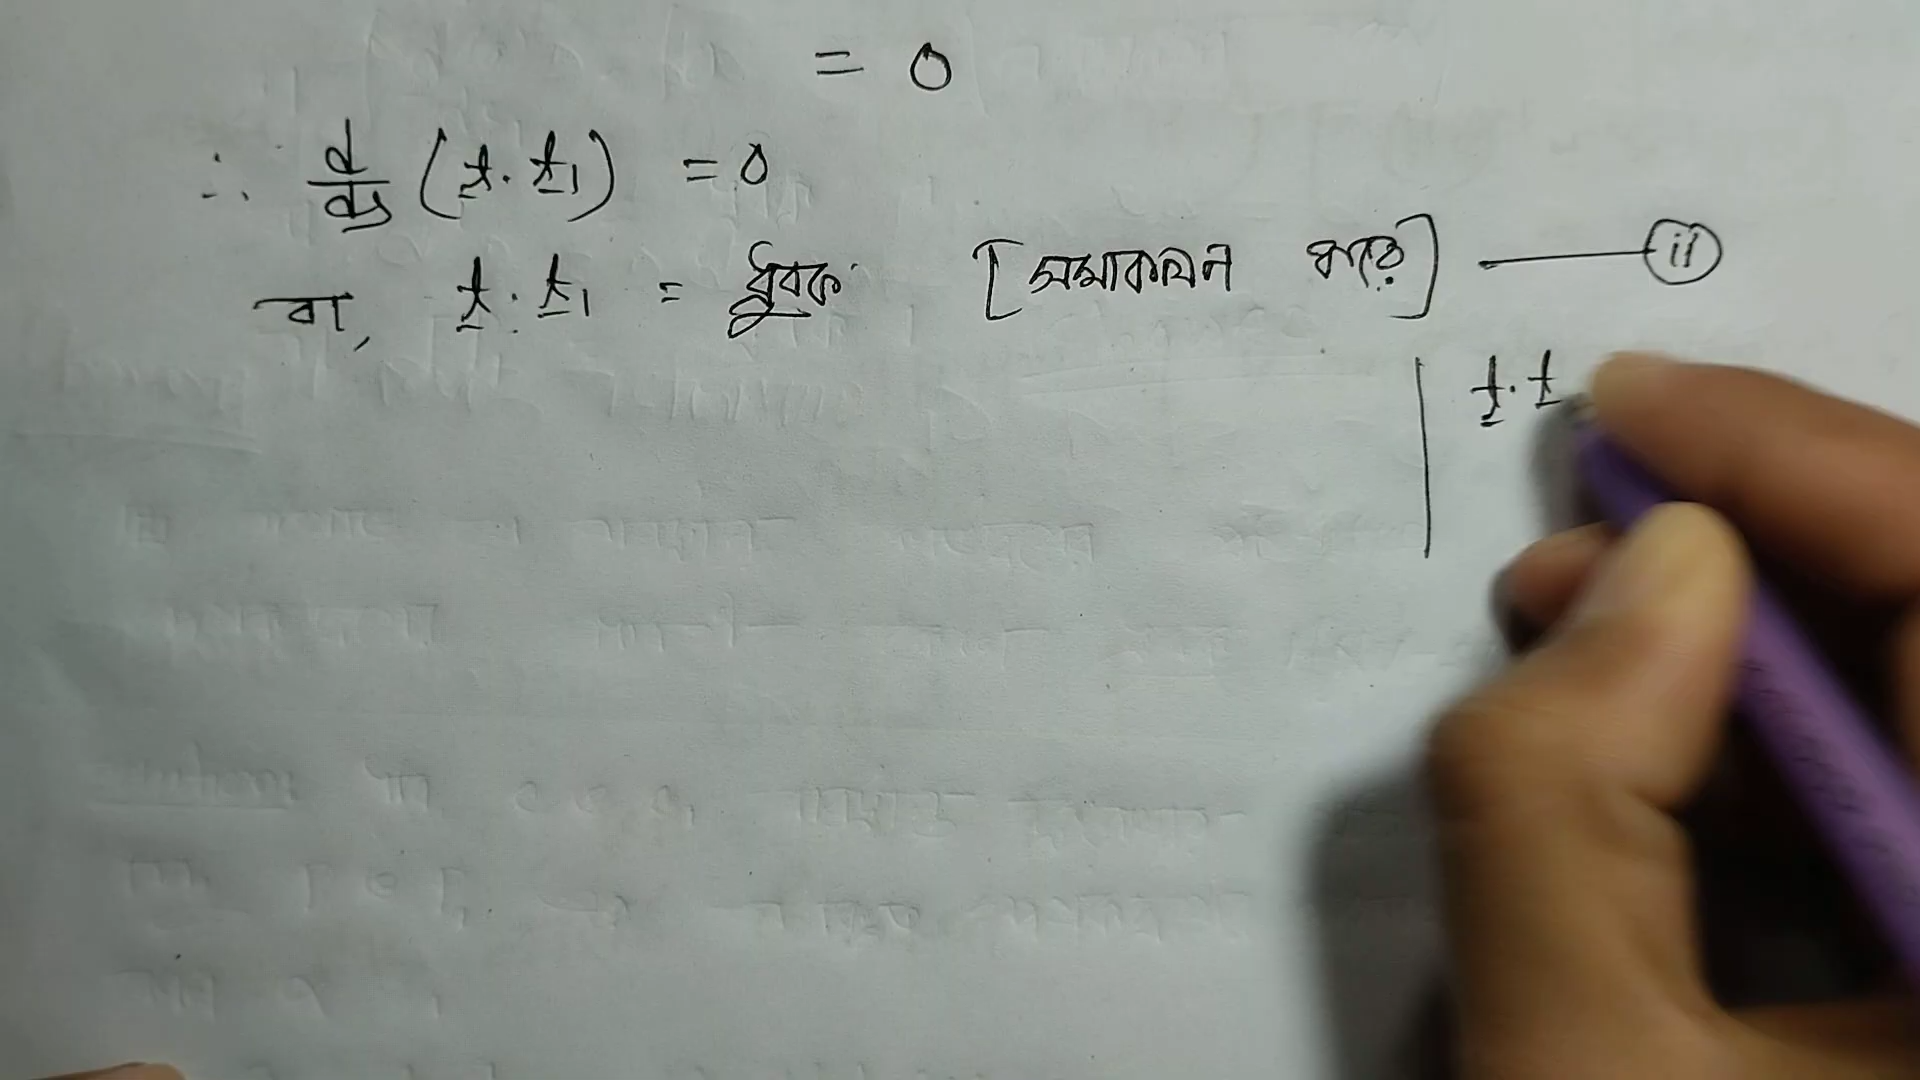 = 0
∴ d/ds (t. t₁) = 0
বা, t. t₁ = ধ্রুবক [সমাকলন করে] —— (ii)
t. t